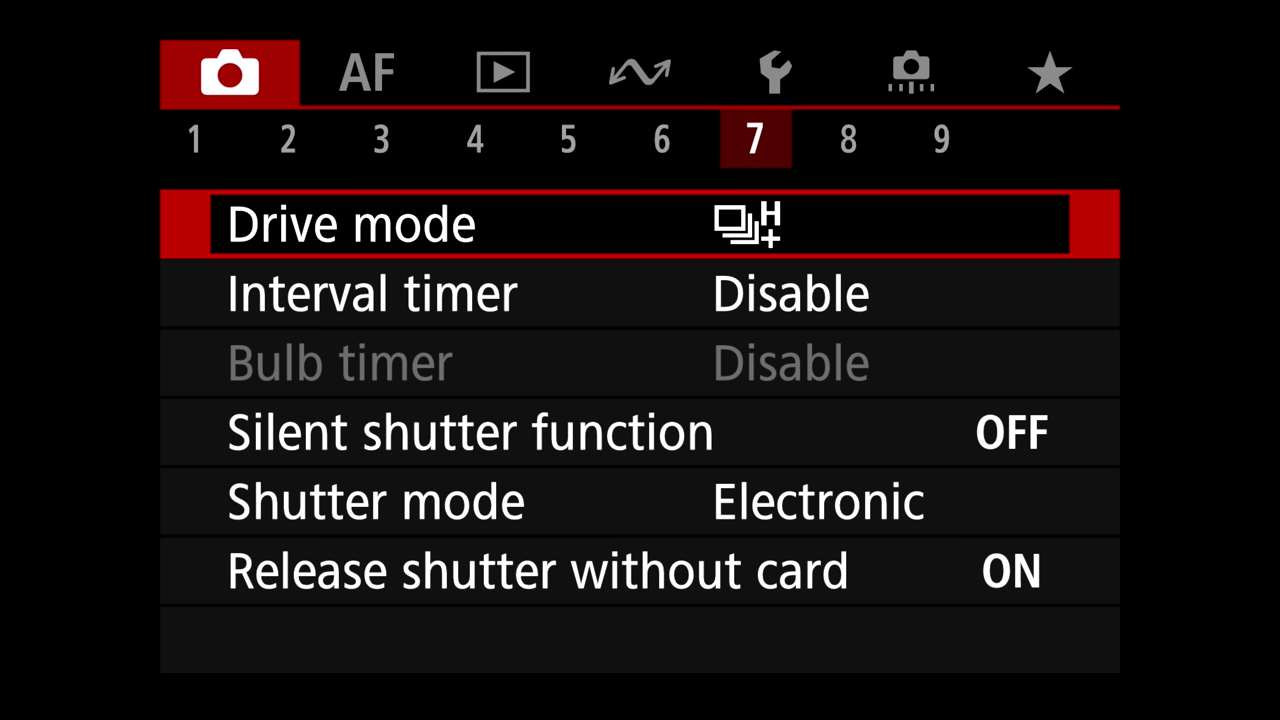 AF
1 2 3 4 5 6 7 8 9
Drive mode H+
Interval timer Disable
Bulb timer Disable
Silent shutter function OFF
Shutter mode Electronic
Release shutter without card ON